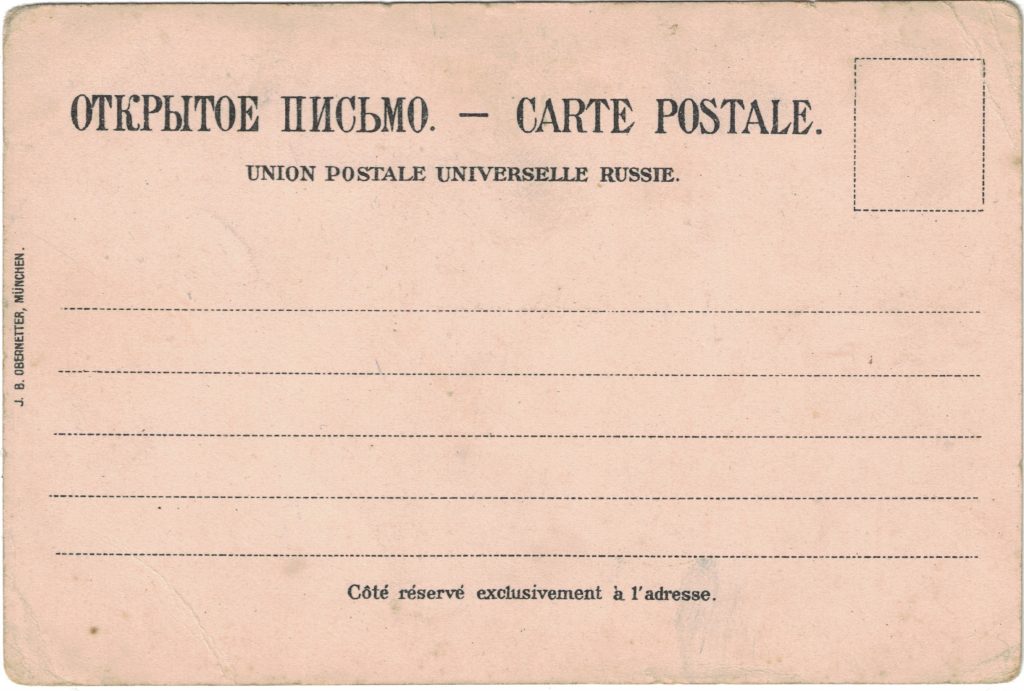 ОТКРЫТОЕ ПИСЬМО. — CARTE POSTALE.
UNION POSTALE UNIVERSELLE RUSSIE.
J. B. OBERNETTER, MÜNCHEN.
Côté réservé exclusivement à l'adresse.